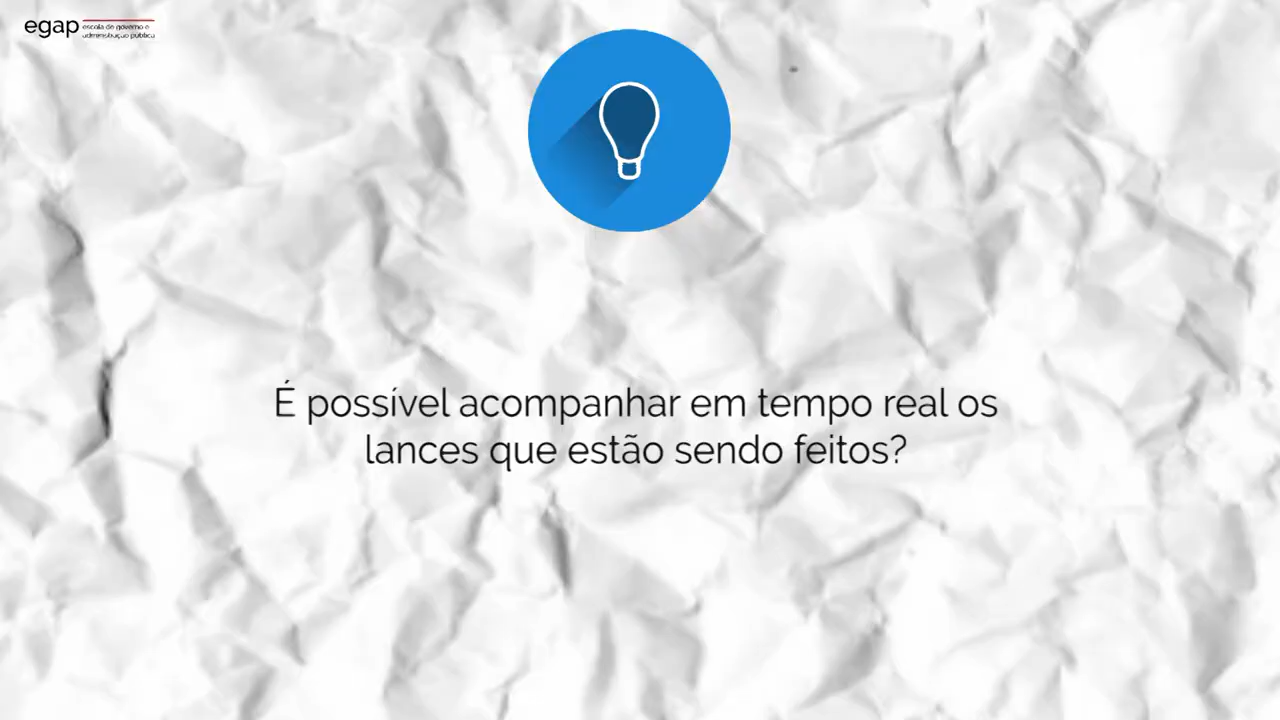 egap
escola de governo e
administração pública
É possível acompanhar em tempo real os
lances que estão sendo feitos?